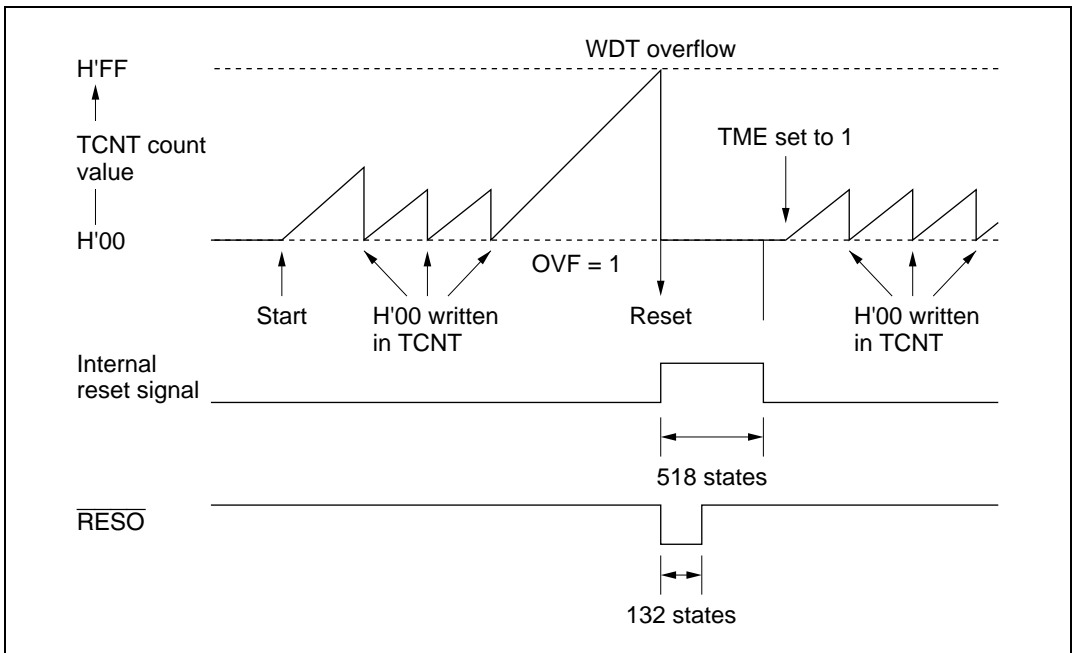 WDT overflow
H'FF
TCNT count
value
TME set to 1
H'00
OVF = 1
Start
H'00 written
in TCNT
Reset
H'00 written
in TCNT
Internal
reset signal
518 states
RESO
132 states